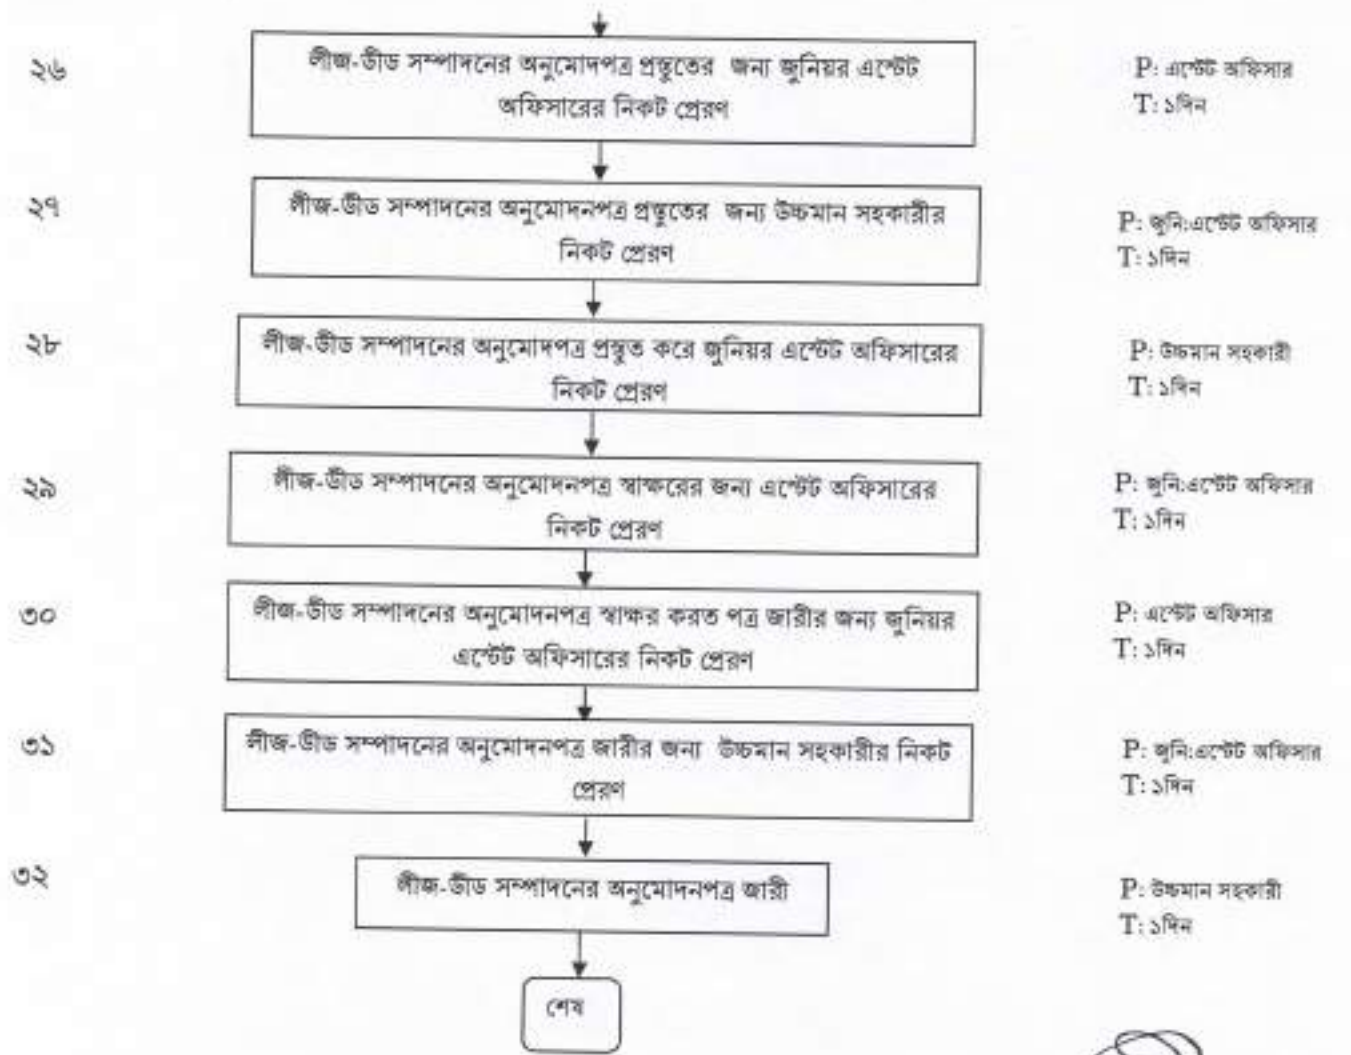 ২৬
লীজ-ডীড সম্পাদনের অনুমোদপত্র প্রস্তুতের জন্য জুনিয়র এস্টেট
অফিসারের নিকট প্রেরণ
P: এস্টেট অফিসার
T: ১দিন
২৭
লীজ-ডীড সম্পাদনের অনুমোদনপত্র প্রস্তুতের জন্য উচ্চমান সহকারীর
নিকট প্রেরণ
P: জুনি:এস্টেট অফিসার
T: ১দিন
২৮
লীজ-ডীড সম্পাদনের অনুমোদপত্র প্রস্তুত করে জুনিয়র এস্টেট অফিসারের
নিকট প্রেরণ
P: উচ্চমান সহকারী
T: ১দিন
২৯
লীজ-ডীড সম্পাদনের অনুমোদনপত্র স্বাক্ষরের জন্য এস্টেট অফিসারের
নিকট প্রেরণ
P: জুনি:এস্টেট অফিসার
T: ১দিন
৩০
লীজ-ডীড সম্পাদনের অনুমোদনপত্র স্বাক্ষর করত পত্র জারীর জন্য জুনিয়র
এস্টেট অফিসারের নিকট প্রেরণ
P: এস্টেট অফিসার
T: ১দিন
৩১
লীজ-ডীড সম্পাদনের অনুমোদনপত্র জারীর জন্য উচ্চমান সহকারীর নিকট
প্রেরণ
P: জুনি:এস্টেট অফিসার
T: ১দিন
৩২
লীজ-ডীড সম্পাদনের অনুমোদনপত্র জারী
P: উচ্চমান সহকারী
T: ১দিন
শেষ